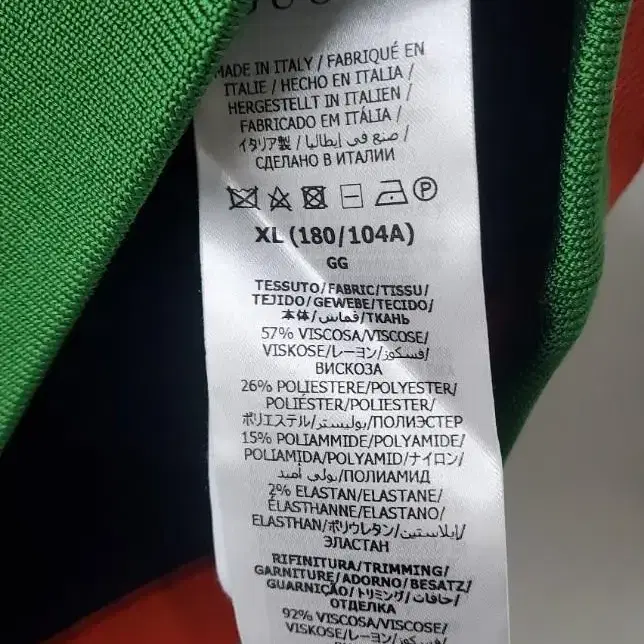 MADE IN ITALY / FABRIQUÉ EN
ITALIE / HECHO EN ITALIA /
HERGESTELLT IN ITALIEN /
FABRICADO EM ITÁLIA /
イタリア製 / صنع في إيطاليا /
СДЕЛАНО В ИТАЛИИ
P
XL (180/104A)
GG
TESSUTO/FABRIC/TISSU/
TEJIDO/GEWEBE/TECIDO/
本体/قماش/ТКАНЬ
57% VISCOSA/VISCOSE/
VISKOSE/レーヨン/فسكوز/
ВИСКОЗА
26% POLIESTERE/POLYESTER/
POLIÉSTER/POLIESTER/
ポリエステル/بوليستر/ПОЛИЭСТЕР
15% POLIAMMIDE/POLYAMIDE/
POLIAMIDA/POLYAMID/ナイロン/
بولي أميد/ПОЛИАМИД
2% ELASTAN/ELASTANE/
ÉLASTHANNE/ELASTANO/
ELASTHAN/ポリウレタン/إيلاستين/
ЭЛАСТАН
RIFINITURA/TRIMMING/
GARNITURE/ADORNO/BESATZ/
GUARNIÇÃO/トリミング/حافات/
ОТДЕЛКА
92% VISCOSA/VISCOSE/
VISKOSE/レーヨン/فسكوز/